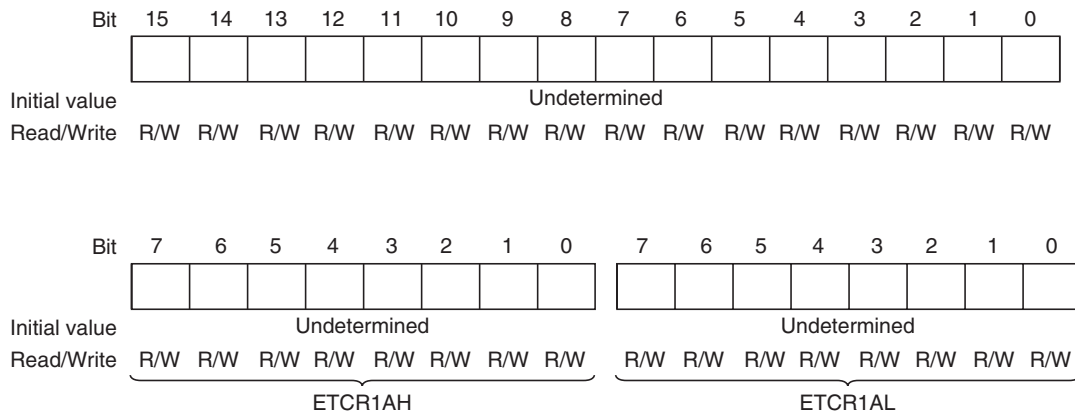 Bit 15 14 13 12 11 10 9 8 7 6 5 4 3 2 1 0
Initial value Undetermined
Read/Write R/W R/W R/W R/W R/W R/W R/W R/W R/W R/W R/W R/W R/W R/W R/W R/W
Bit 7 6 5 4 3 2 1 0 7 6 5 4 3 2 1 0
Initial value Undetermined Undetermined
Read/Write R/W R/W R/W R/W R/W R/W R/W R/W R/W R/W R/W R/W R/W R/W R/W R/W
ETCR1AH ETCR1AL